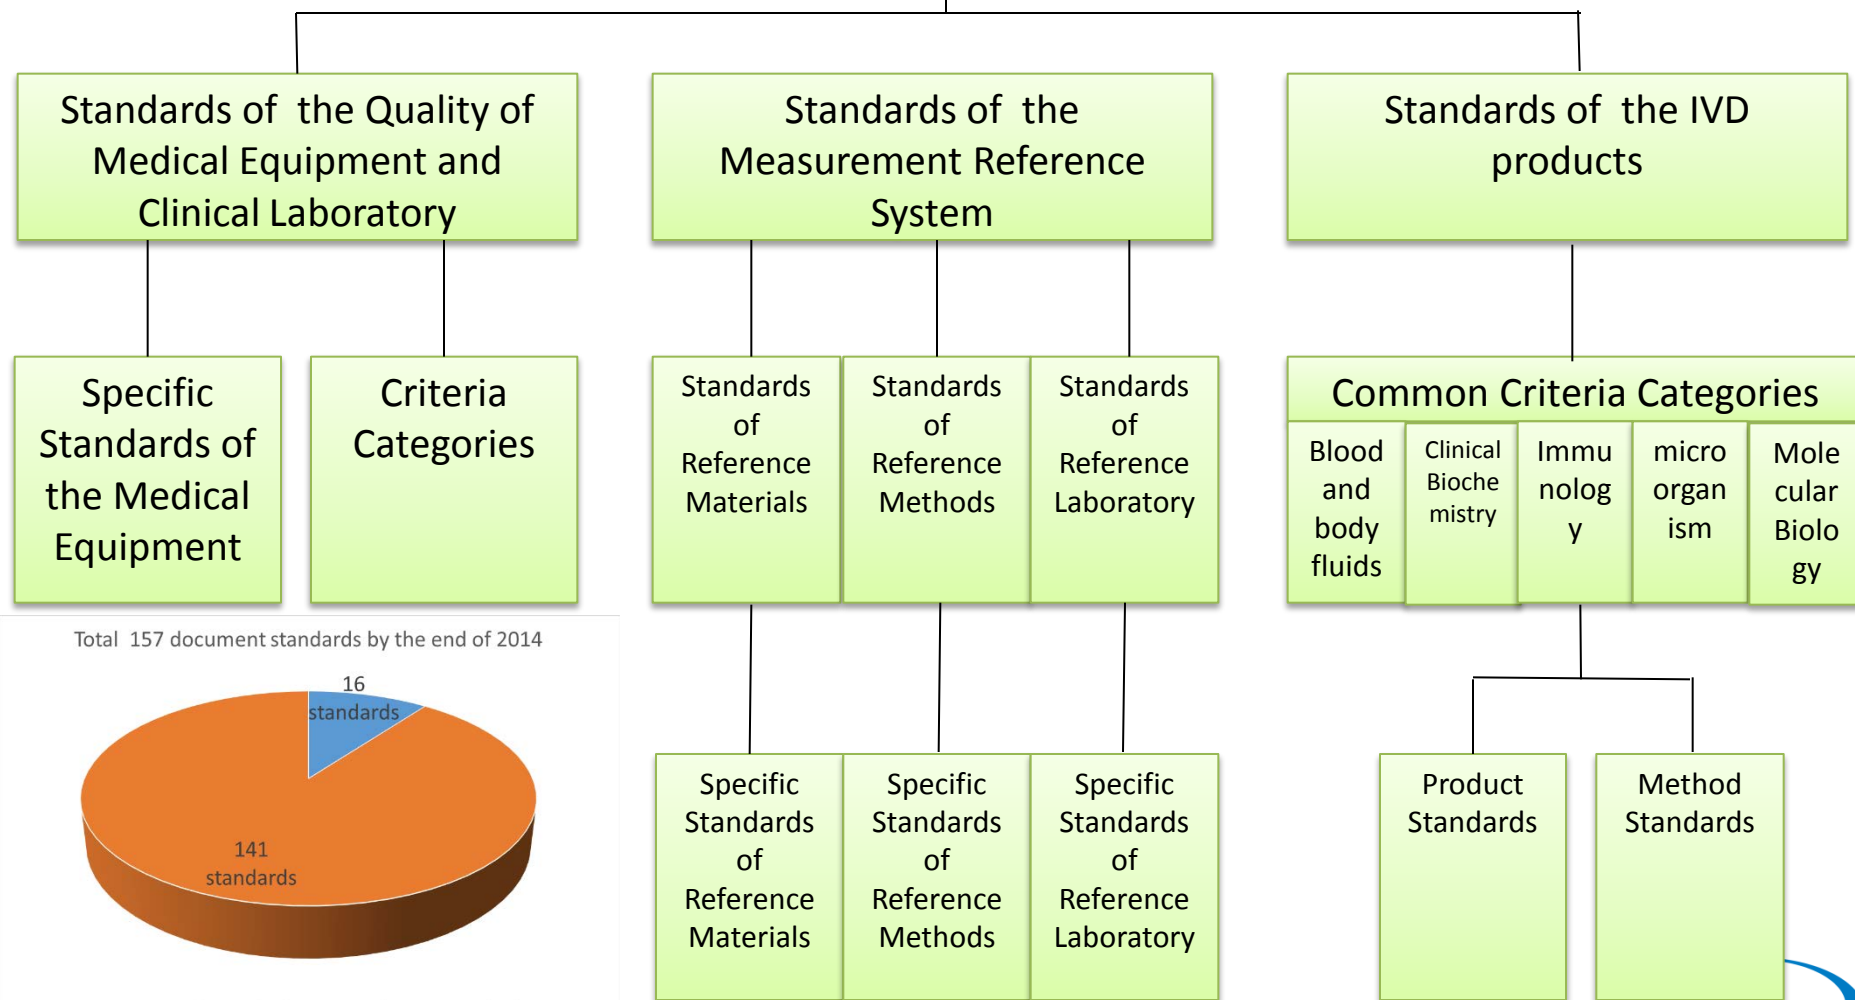 Standards of the Quality of
Medical Equipment and
Clinical Laboratory
Standards of the
Measurement Reference
System
Standards of the IVD
products
Specific
Standards of
the Medical
Equipment
Criteria
Categories
Standards
of
Reference
Materials
Standards
of
Reference
Methods
Standards
of
Reference
Laboratory
Common Criteria Categories
Blood
and
body
fluids
Clinical
Bioche
mistry
Immu
nolog
y
micro
organ
ism
Mole
cular
Biolo
gy
Total 157 document standards by the end of 2014
16
standards
141
standards
Specific
Standards
of
Reference
Materials
Specific
Standards
of
Reference
Methods
Specific
Standards
of
Reference
Laboratory
Product
Standards
Method
Standards